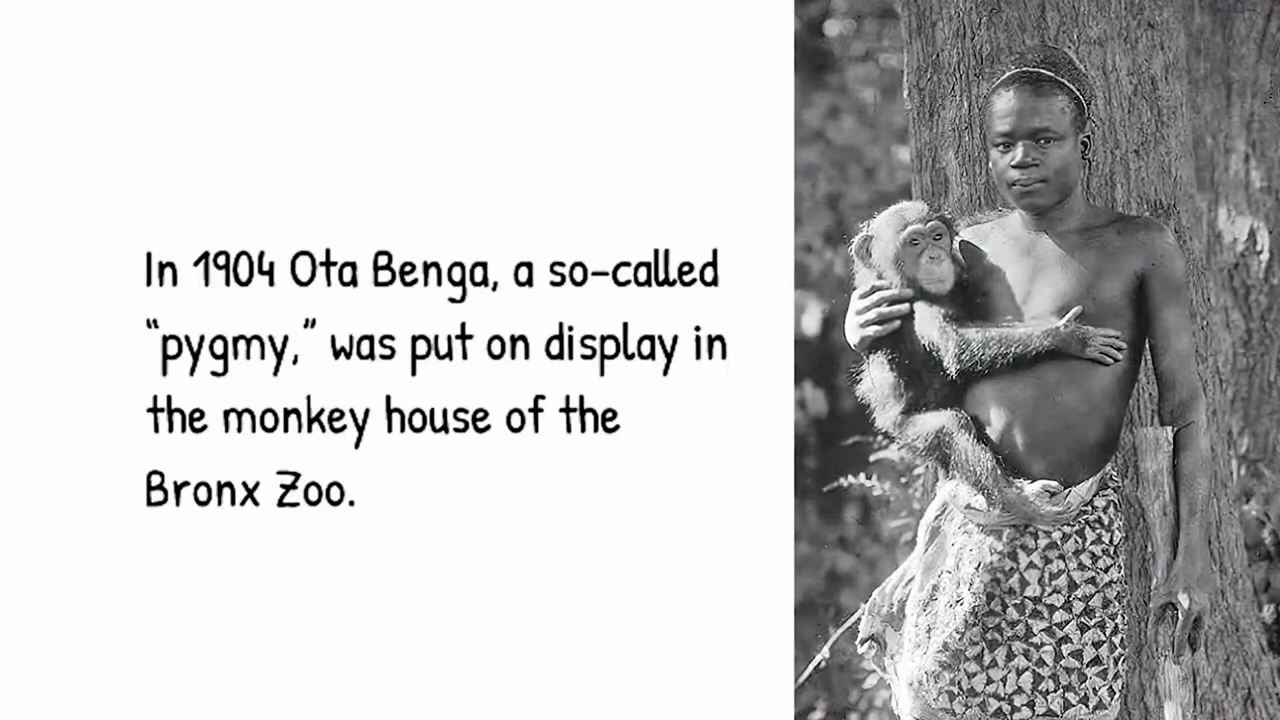 In 1904 Ota Benga, a so-called
“pygmy,” was put on display in
the monkey house of the
Bronx Zoo.